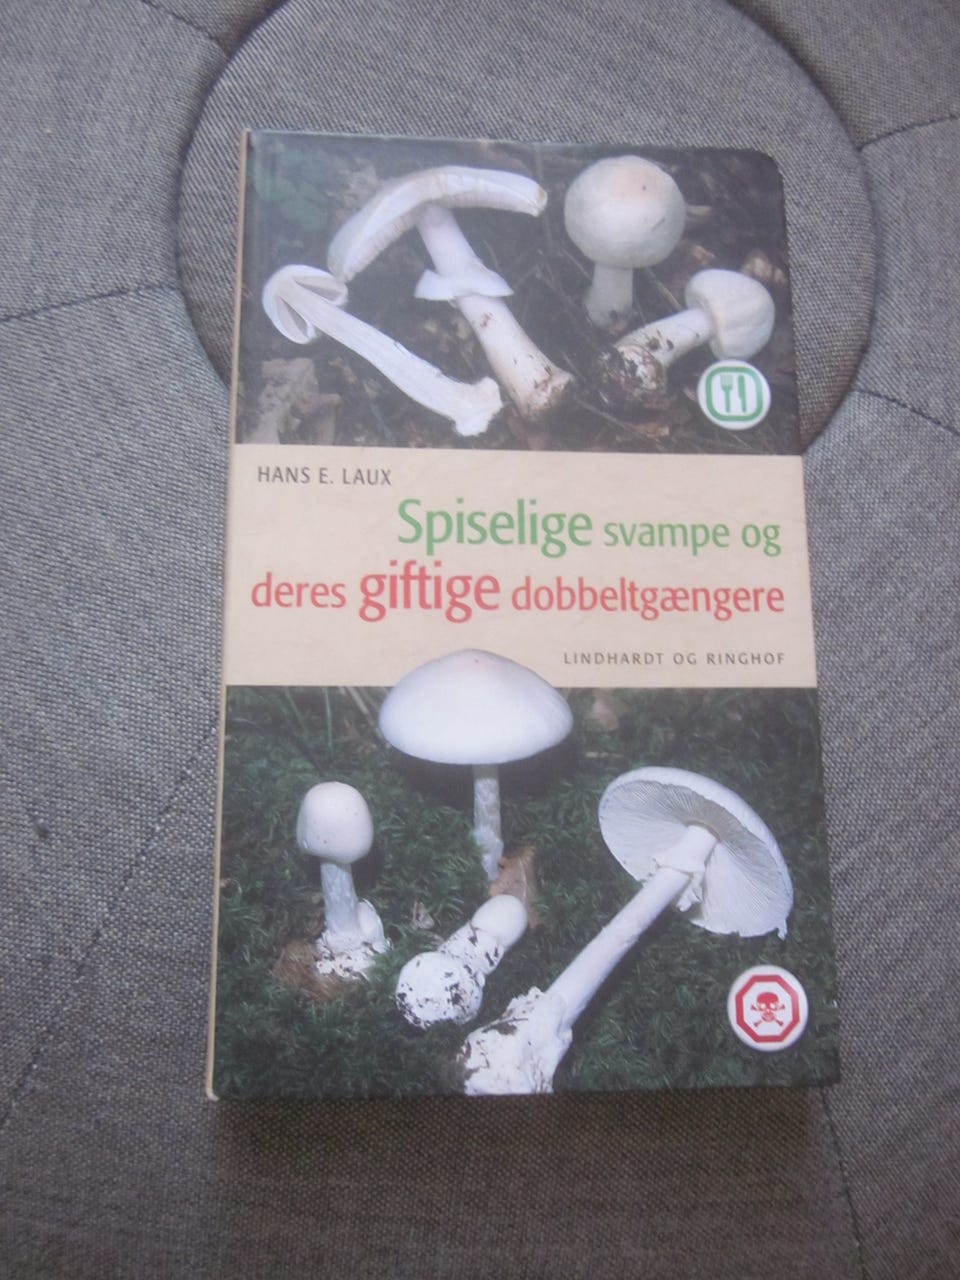 HANS E. LAUX
Spiselige svampe og
deres giftige dobbeltgængere
LINDHARDT OG RINGHOF